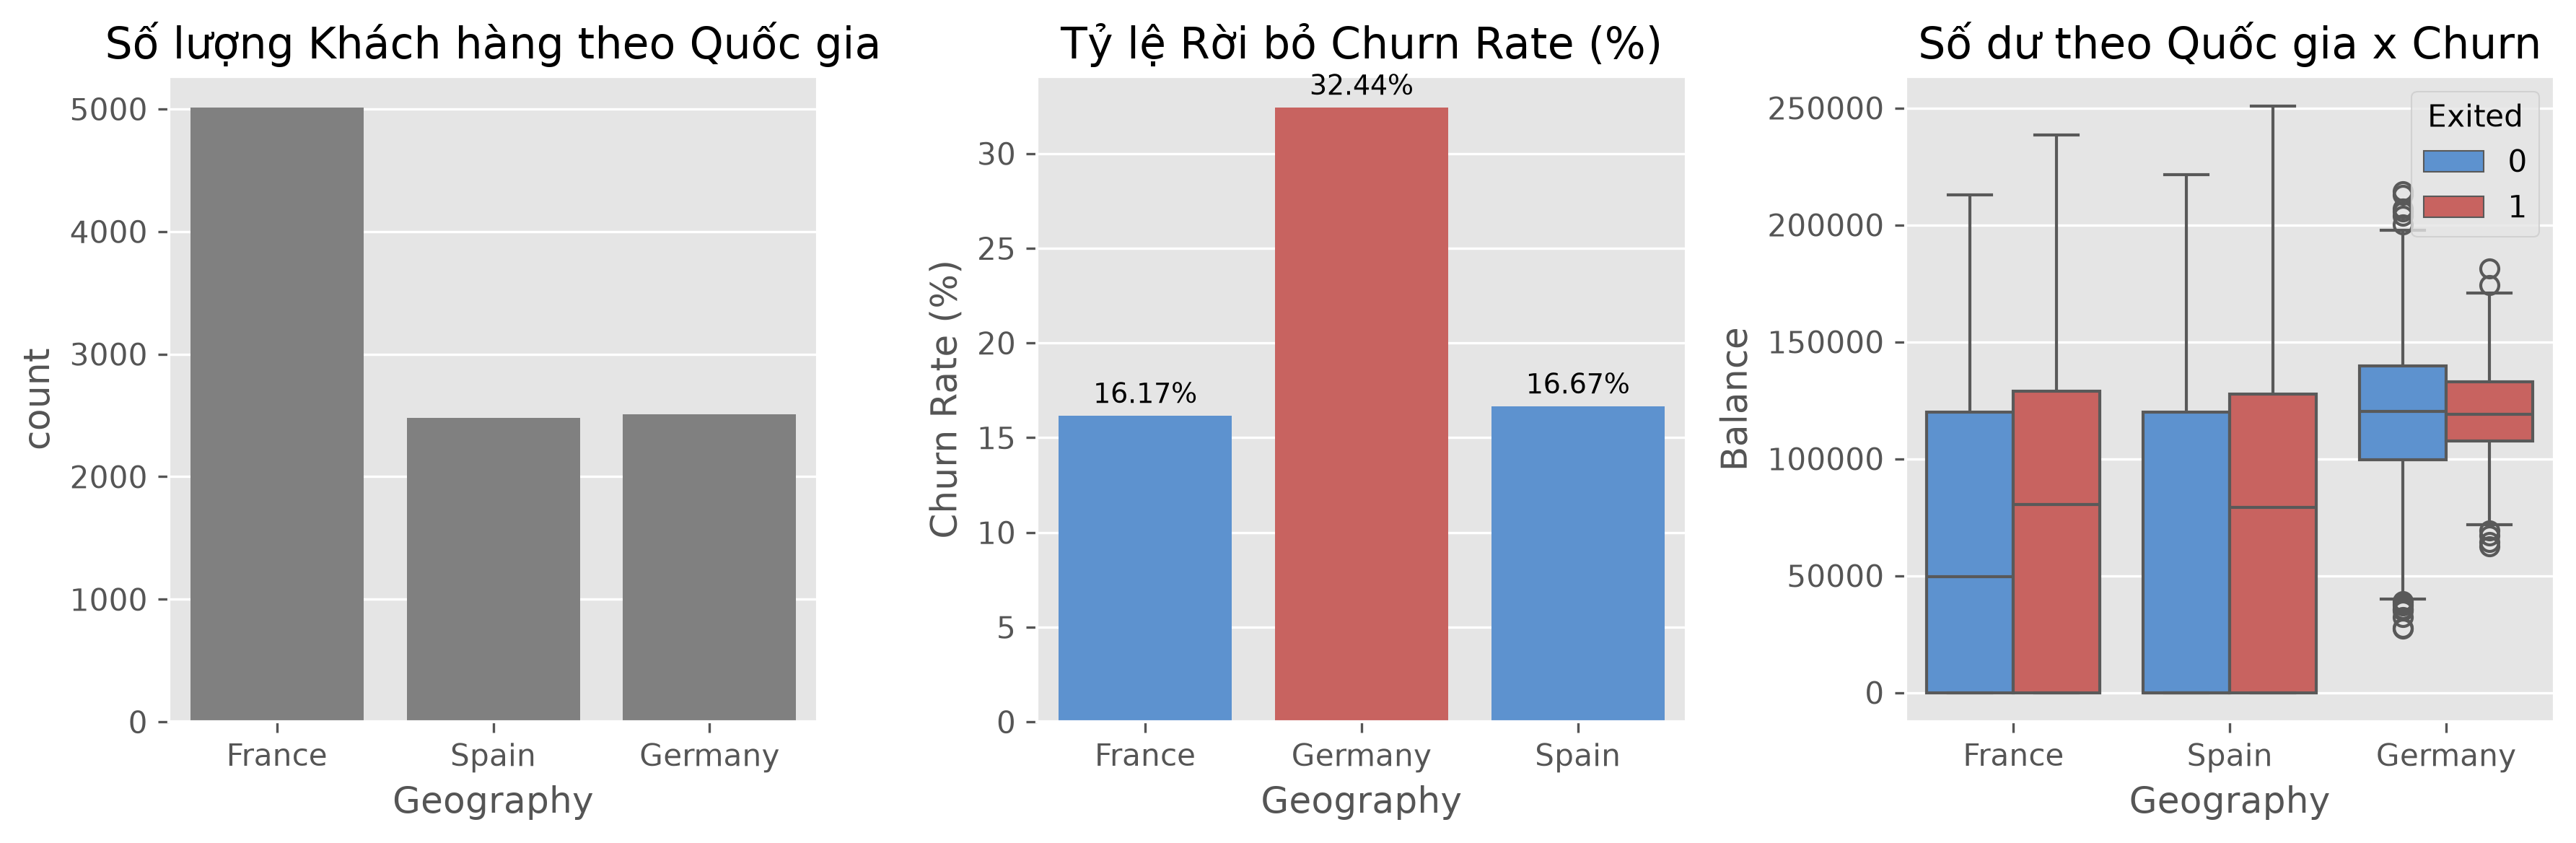 Số lượng Khách hàng theo Quốc gia
5000
4000
3000
2000
1000
0
count
France
Spain
Germany
Geography
Tỷ lệ Rời bỏ Churn Rate (%)
32.44%
16.17%
16.67%
30
25
20
15
10
5
0
Churn Rate (%)
France
Germany
Spain
Geography
Số dư theo Quốc gia x Churn
250000
200000
150000
100000
50000
0
Balance
Exited
0
1
France
Spain
Germany
Geography